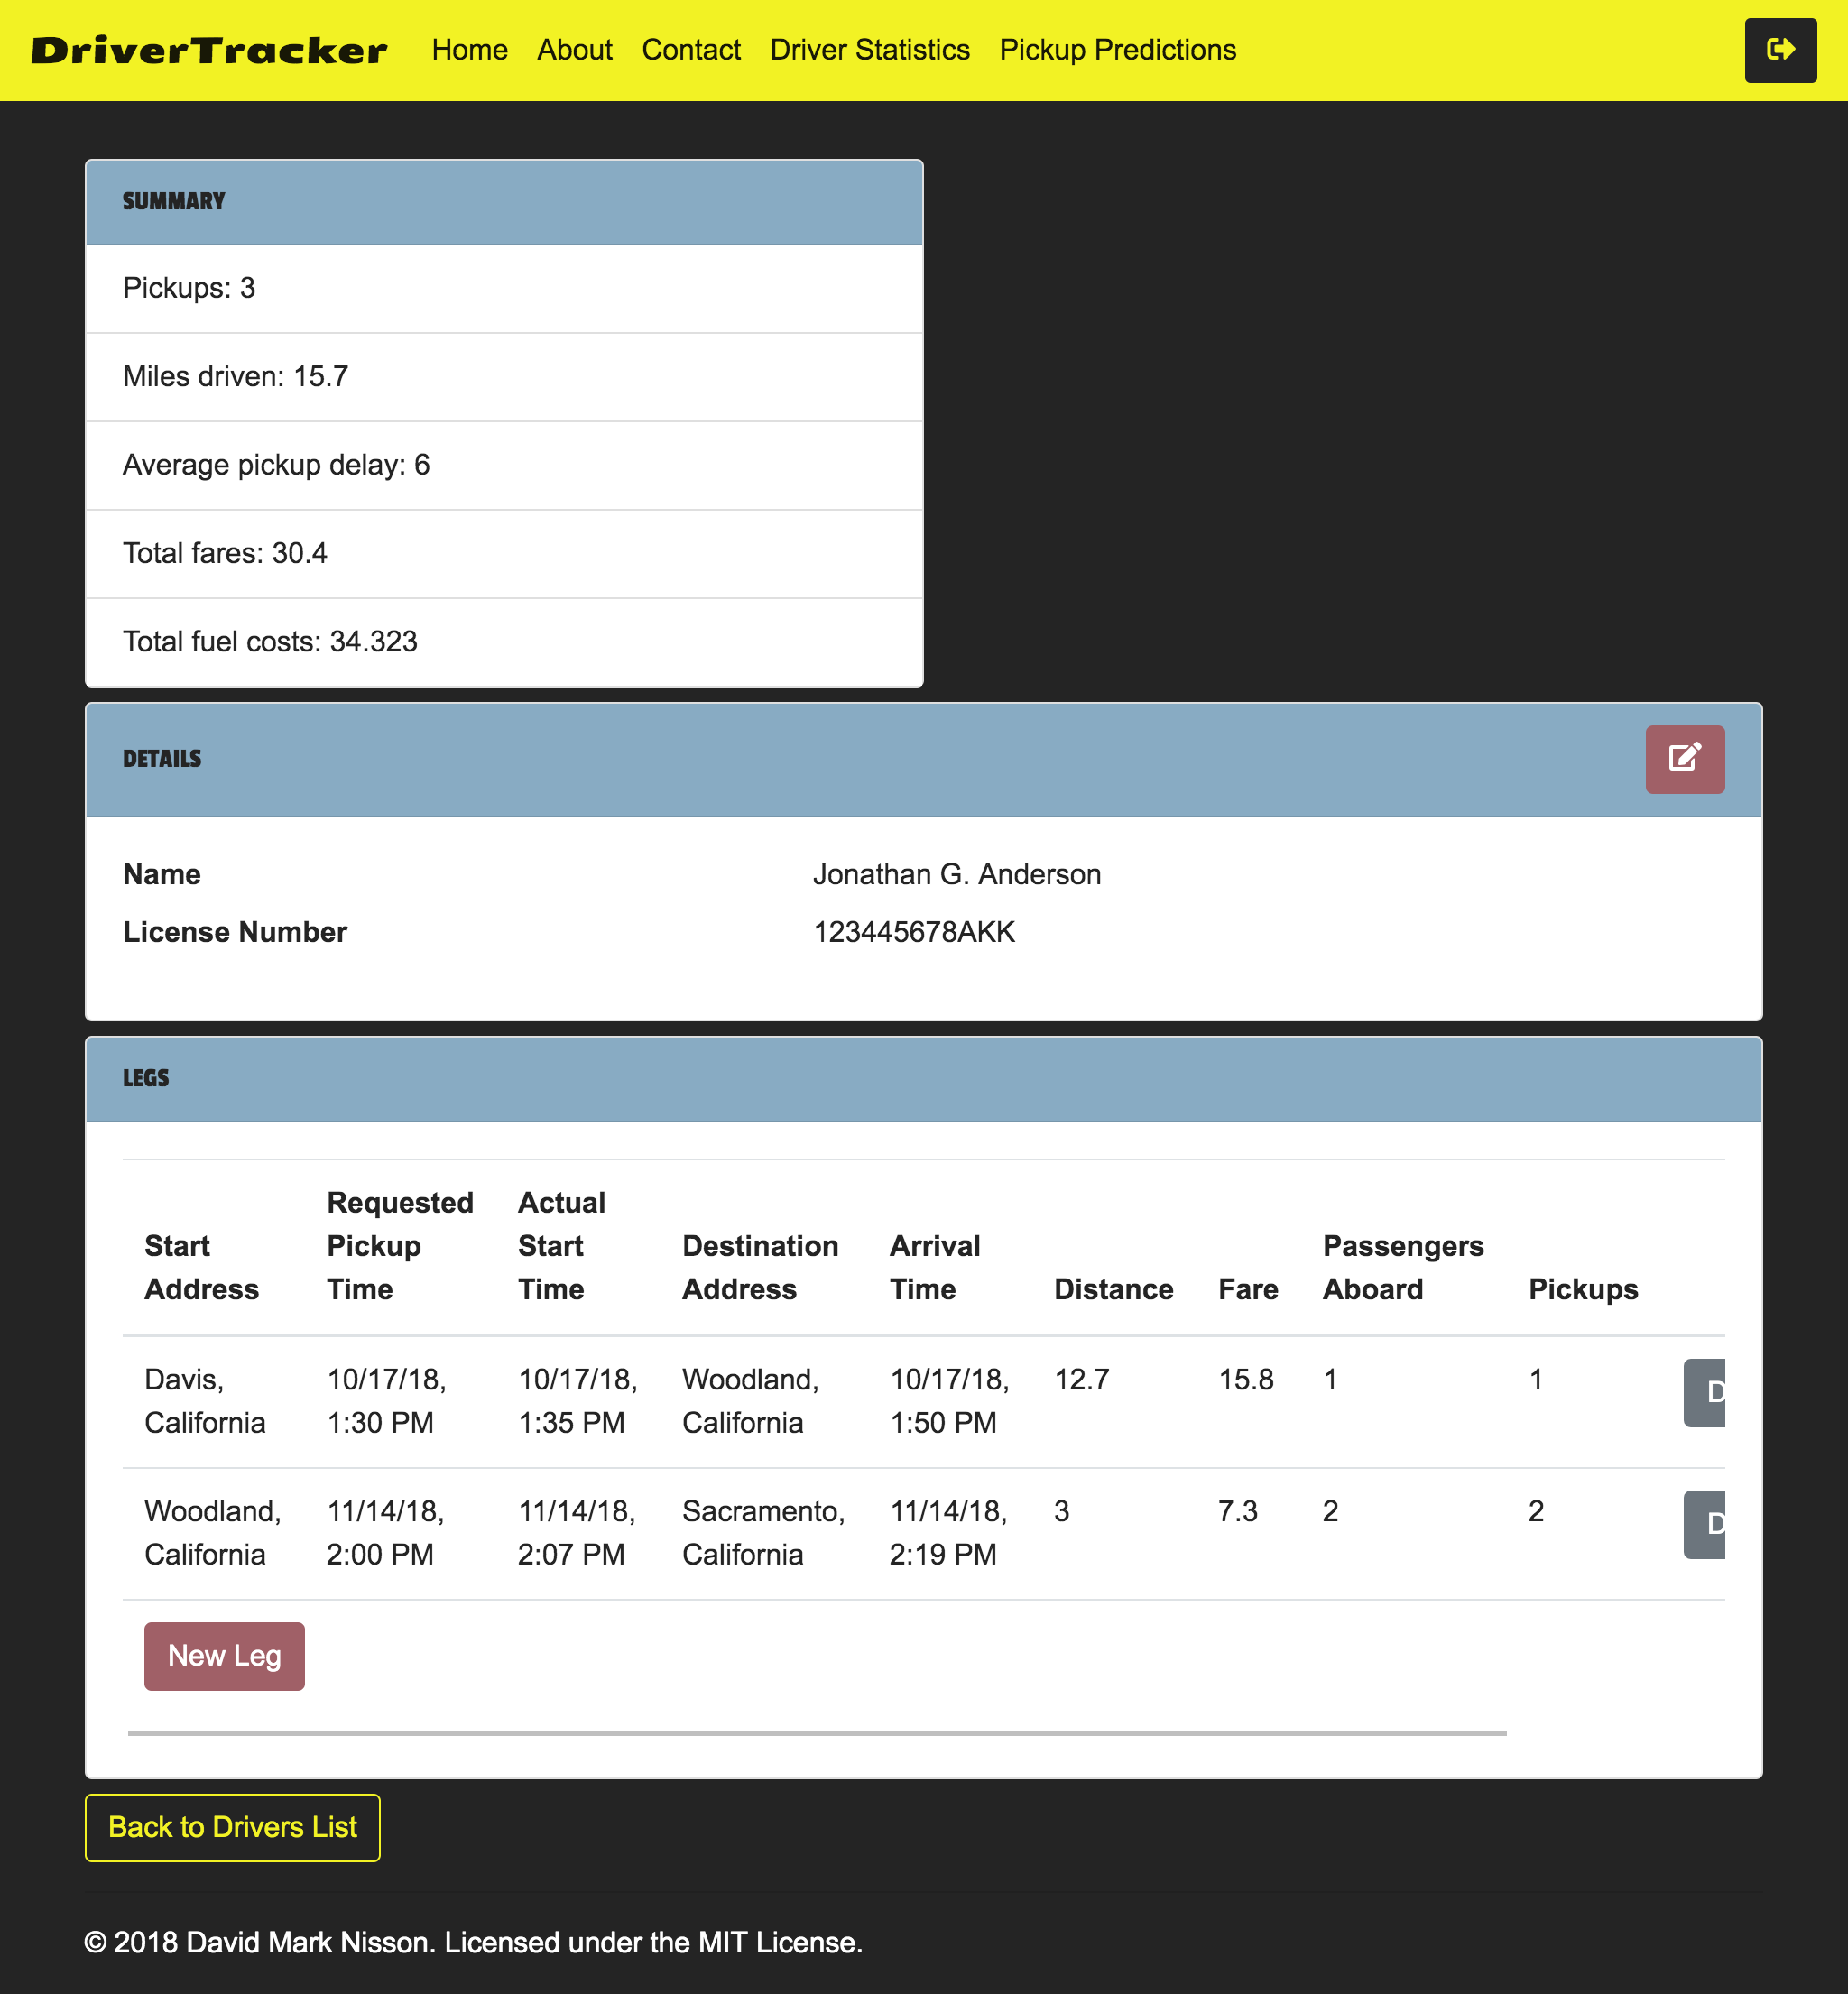 DriverTracker Home About Contact Driver Statistics Pickup Predictions
SUMMARY
Pickups: 3
Miles driven: 15.7
Average pickup delay: 6
Total fares: 30.4
Total fuel costs: 34.323
DETAILS
Name Jonathan G. Anderson
License Number 123445678AKK
LEGS
Start Address Requested Pickup Time Actual Start Time Destination Address Arrival Time Distance Fare Passengers Aboard Pickups
Davis, California 10/17/18, 1:30 PM 10/17/18, 1:35 PM Woodland, California 10/17/18, 1:50 PM 12.7 15.8 1 1
Woodland, California 11/14/18, 2:00 PM 11/14/18, 2:07 PM Sacramento, California 11/14/18, 2:19 PM 3 7.3 2 2
New Leg
Back to Drivers List
© 2018 David Mark Nisson. Licensed under the MIT License.